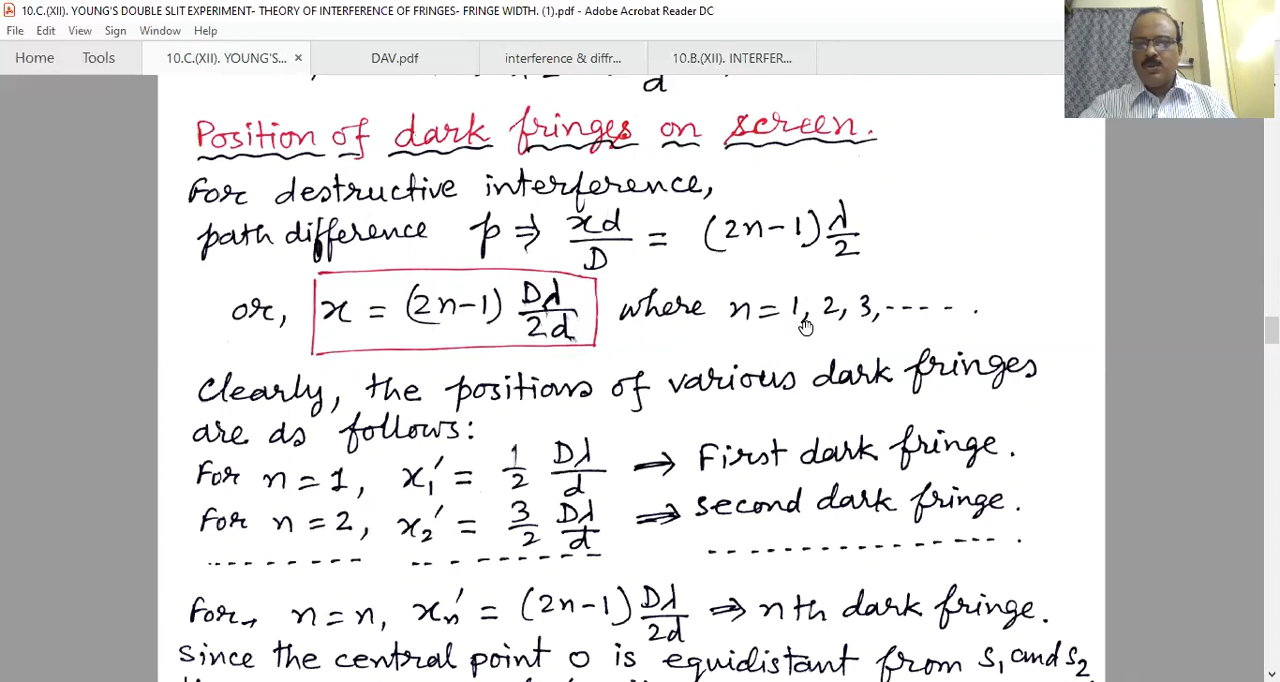 10.C.(XII). YOUNG'S DOUBLE SLIT EXPERIMENT- THEORY OF INTERFERENCE OF FRINGES- FRINGE WIDTH. (1).pdf - Adobe Acrobat Reader DC
File Edit View Sign Window Help
Home Tools 10.C.(XII). YOUNG'S... × DAV.pdf interference & diffr... 10.B.(XII). INTERFER...
d
Position of dark fringes on screen.
For destructive interference,
path difference p ⇒ xd/D = (2n-1) λ/2
or, x = (2n-1) Dλ/2d where n = 1, 2, 3, ----- .
Clearly, the positions of various dark fringes
are as follows:
For n = 1, x₁′ = 1/2 Dλ/d ⇒ First dark fringe.
For n = 2, x₂′ = 3/2 Dλ/d ⇒ second dark fringe.
For, n = n, xₙ′ = (2n-1) Dλ/2d ⇒ nth dark fringe.
Since the central point O is equidistant from S₁ and S₂